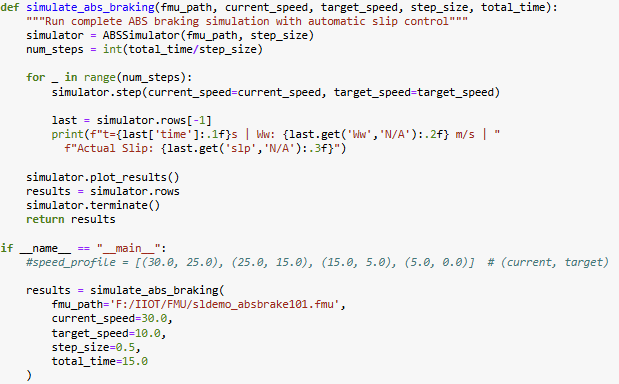 def simulate_abs_braking(fmu_path, current_speed, target_speed, step_size, total_time):
    """Run complete ABS braking simulation with automatic slip control"""
    simulator = ABSSimulator(fmu_path, step_size)
    num_steps = int(total_time/step_size)

    for _ in range(num_steps):
        simulator.step(current_speed=current_speed, target_speed=target_speed)

        last = simulator.rows[-1]
        print(f"t={last['time']:.1f}s | Ww: {last.get('Ww','N/A'):.2f} m/s | "
          f"Actual Slip: {last.get('slp','N/A'):.3f}")

    simulator.plot_results()
    results = simulator.rows
    simulator.terminate()
    return results

if __name__ == "__main__":
    #speed_profile = [(30.0, 25.0), (25.0, 15.0), (15.0, 5.0), (5.0, 0.0)]  # (current, target)

    results = simulate_abs_braking(
        fmu_path='F:/IIOT/FMU/sldemo_absbrake101.fmu',
        current_speed=30.0,
        target_speed=10.0,
        step_size=0.5,
        total_time=15.0
    )